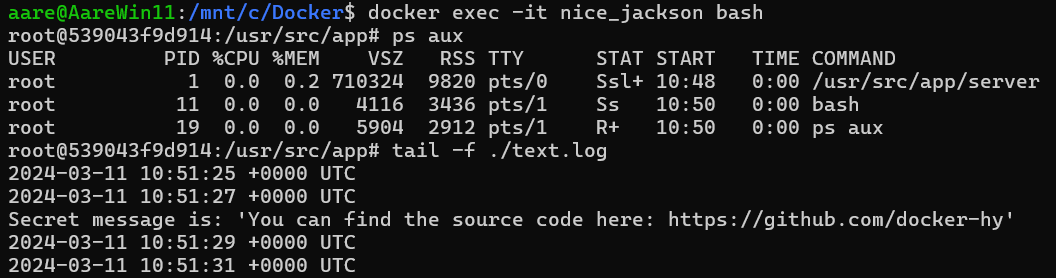 aare@AareWin11:/mnt/c/Docker$ docker exec -it nice_jackson bash
root@539043f9d914:/usr/src/app# ps aux
USER PID %CPU %MEM VSZ RSS TTY STAT START TIME COMMAND
root 1 0.0 0.2 710324 9820 pts/0 Ssl+ 10:48 0:00 /usr/src/app/server
root 11 0.0 0.0 4116 3436 pts/1 Ss 10:50 0:00 bash
root 19 0.0 0.0 5904 2912 pts/1 R+ 10:50 0:00 ps aux
root@539043f9d914:/usr/src/app# tail -f ./text.log
2024-03-11 10:51:25 +0000 UTC
2024-03-11 10:51:27 +0000 UTC
Secret message is: 'You can find the source code here: https://github.com/docker-hy'
2024-03-11 10:51:29 +0000 UTC
2024-03-11 10:51:31 +0000 UTC